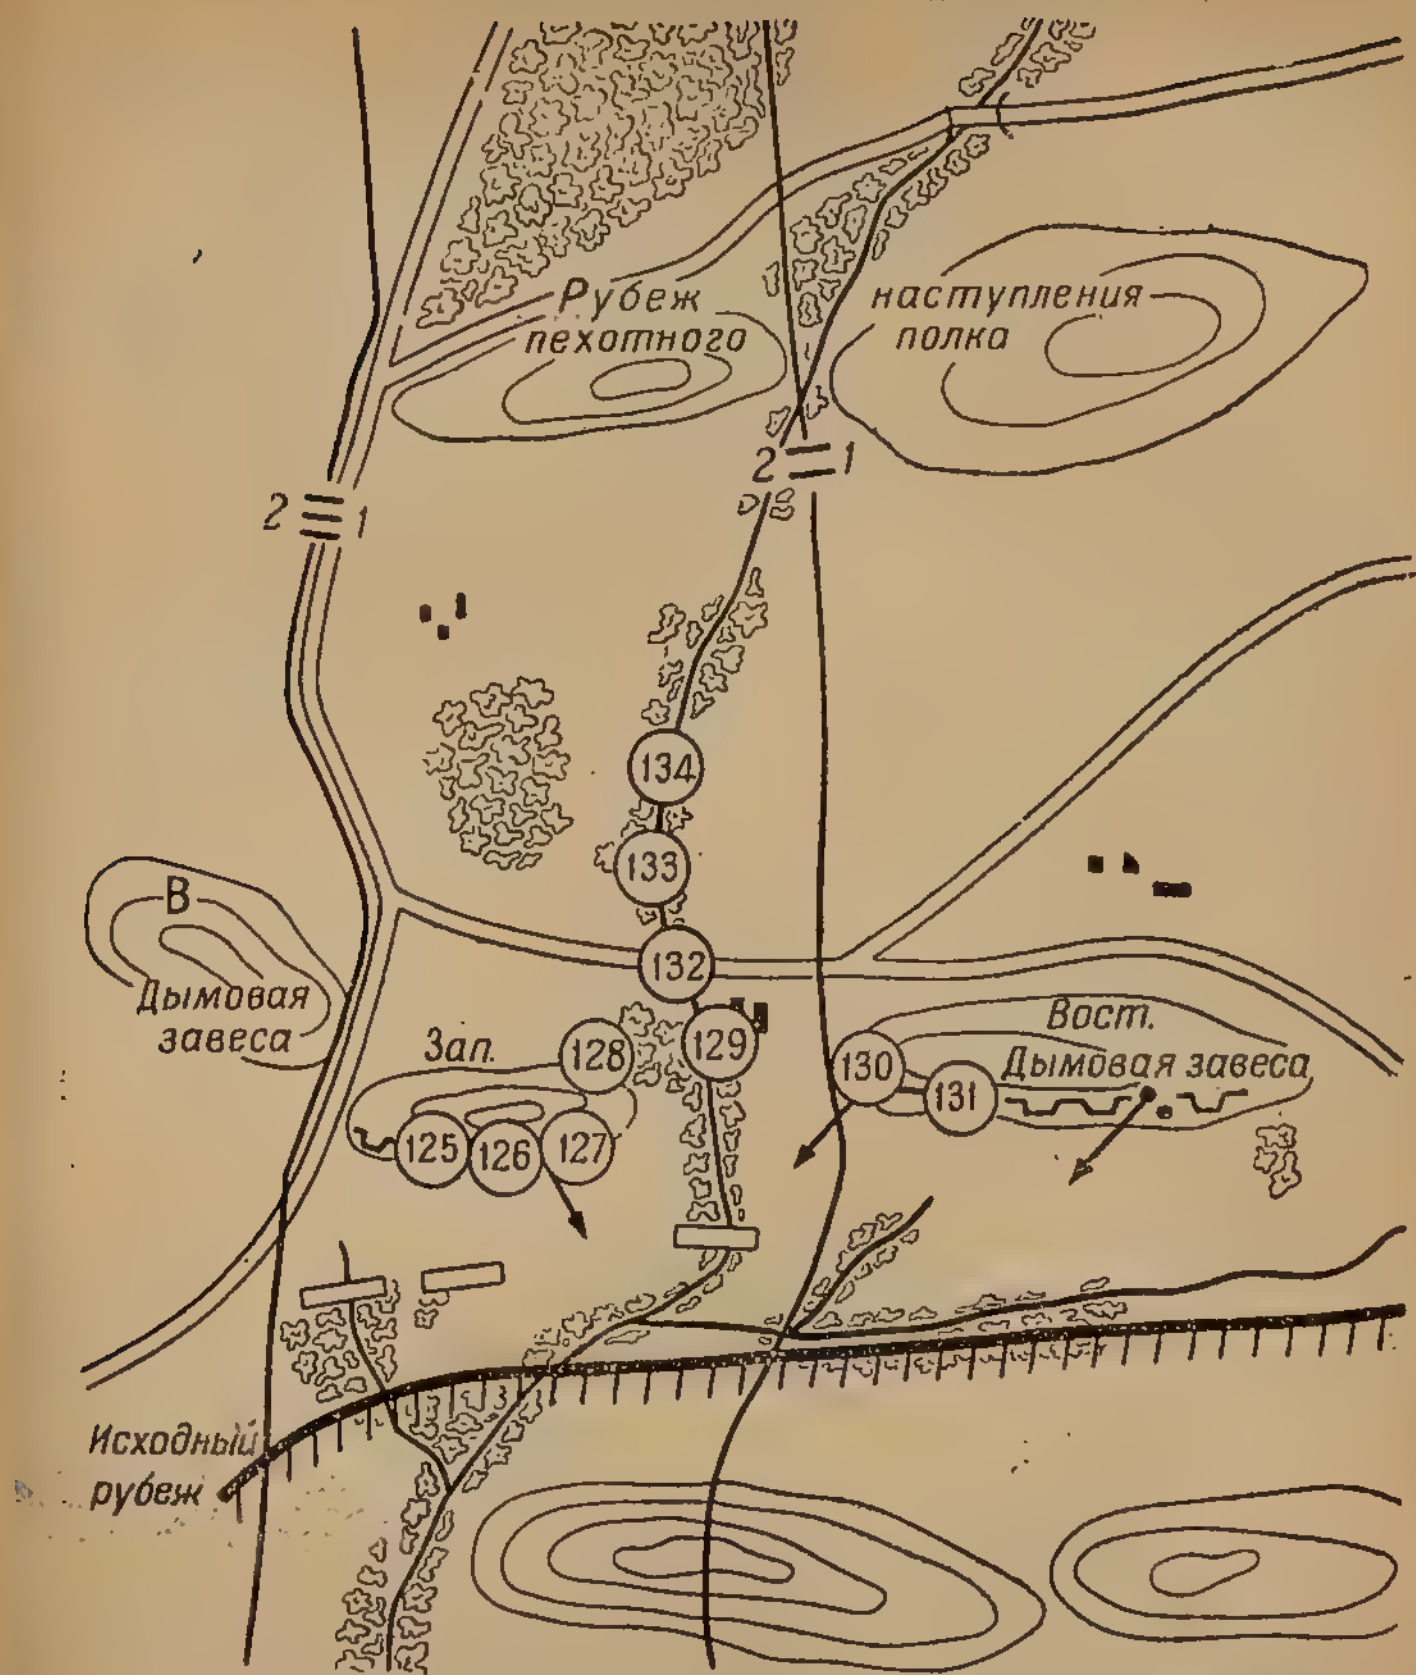 Рубеж наступления
пехотного полка
2 1
2 1
134
133
В
132
Дымовая
завеса
Зап.
128
129
130
131
Вост.
Дымовая завеса
125
126
127
Исходный
рубеж